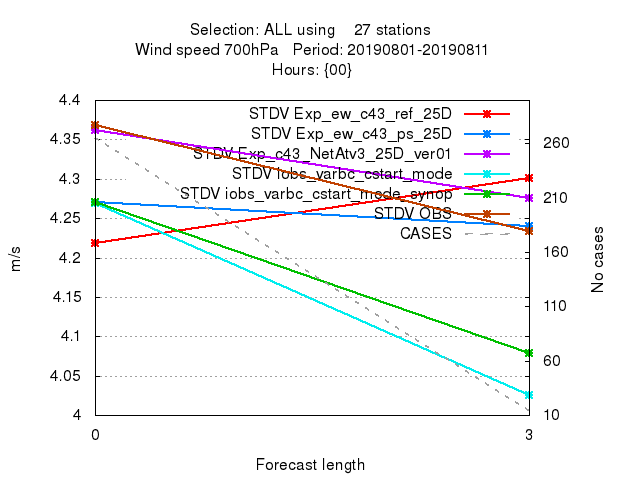 Selection: ALL using    27 stations
Wind speed 700hPa   Period: 20190801-20190811
Hours: {00}
STDV Exp_ew_c43_ref_25D
STDV Exp_ew_c43_ps_25D
STDV Exp_c43_NetAtv3_25D_ver01
STDV iobs_varbc_cstart_mode
STDV iobs_varbc_cstart_mode_synop
STDV OBS
CASES
4.4
4.35
4.3
4.25
4.2
4.15
4.1
4.05
4
m/s
260
210
160
110
60
10
No cases
0 3
Forecast length